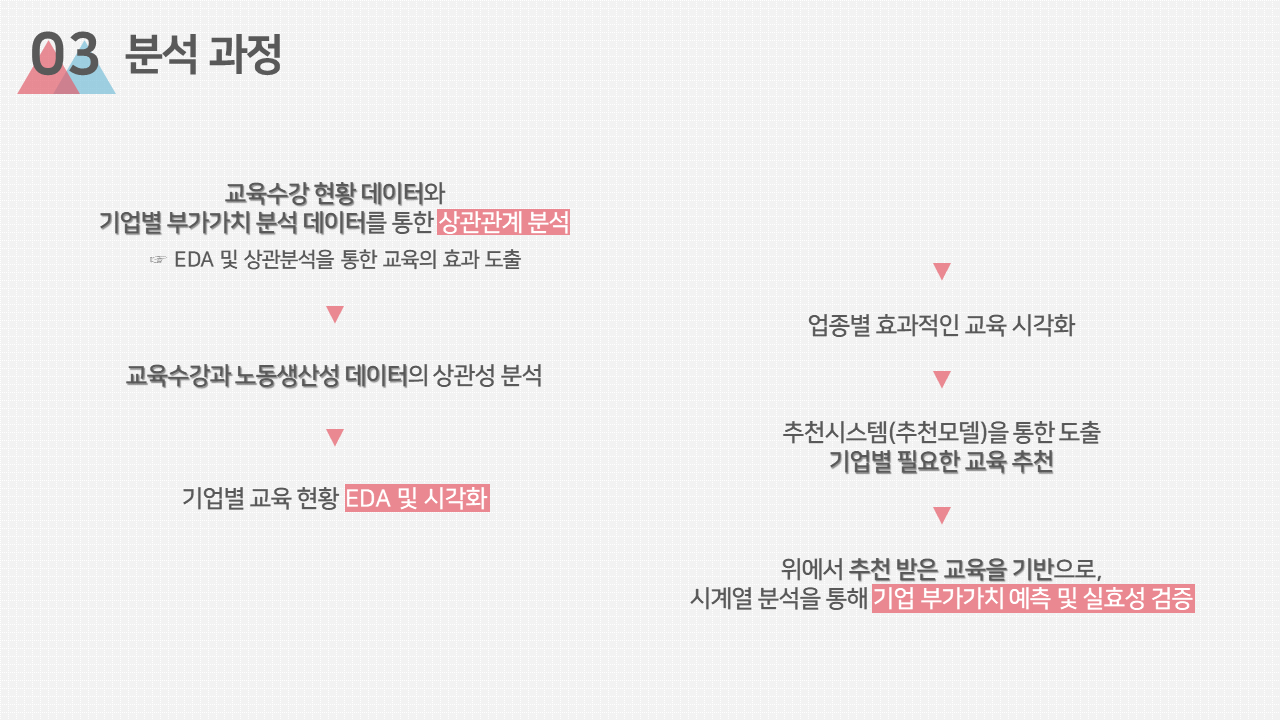 03 분석 과정
교육수강 현황 데이터와
기업별 부가가치 분석 데이터를 통한 상관관계 분석
☞ EDA 및 상관분석을 통한 교육의 효과 도출
▼
교육수강과 노동생산성 데이터의 상관성 분석
▼
기업별 교육 현황 EDA 및 시각화
▼
업종별 효과적인 교육 시각화
▼
추천시스템(추천모델)을 통한 도출
기업별 필요한 교육 추천
▼
위에서 추천 받은 교육을 기반으로,
시계열 분석을 통해 기업 부가가치 예측 및 실효성 검증